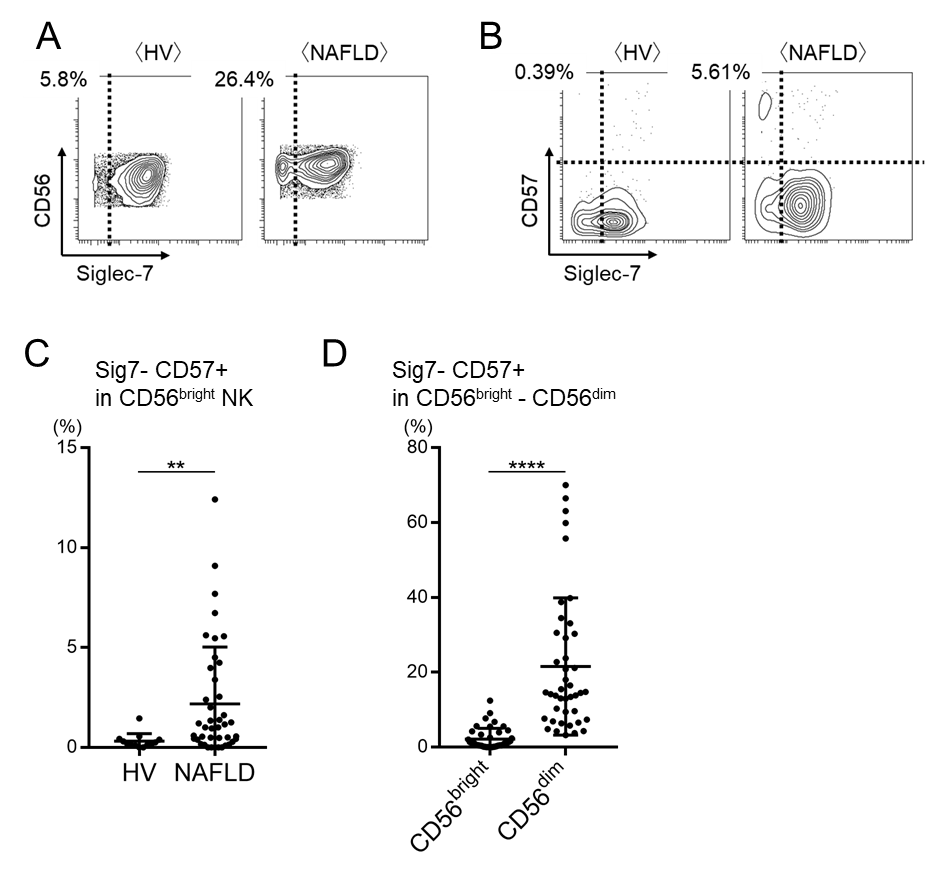 A
〈HV〉
〈NAFLD〉
5.8%
26.4%
CD56
Siglec-7
B
〈HV〉
〈NAFLD〉
0.39%
5.61%
CD57
Siglec-7
C
Sig7- CD57+
in CD56bright NK
(%)
15
**
10
5
0
HV
NAFLD
D
Sig7- CD57+
in CD56bright - CD56dim
(%)
80
****
60
40
20
0
CD56bright
CD56dim